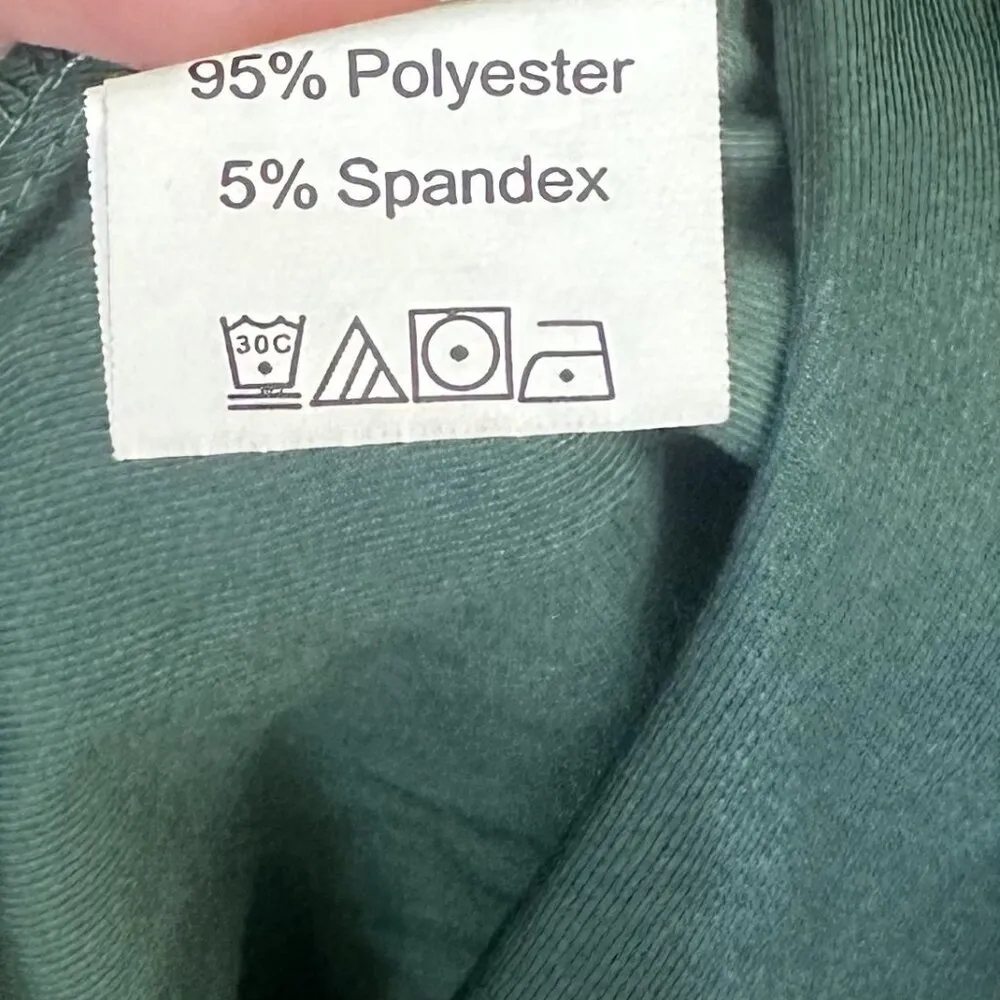 95% Polyester
5% Spandex
30C